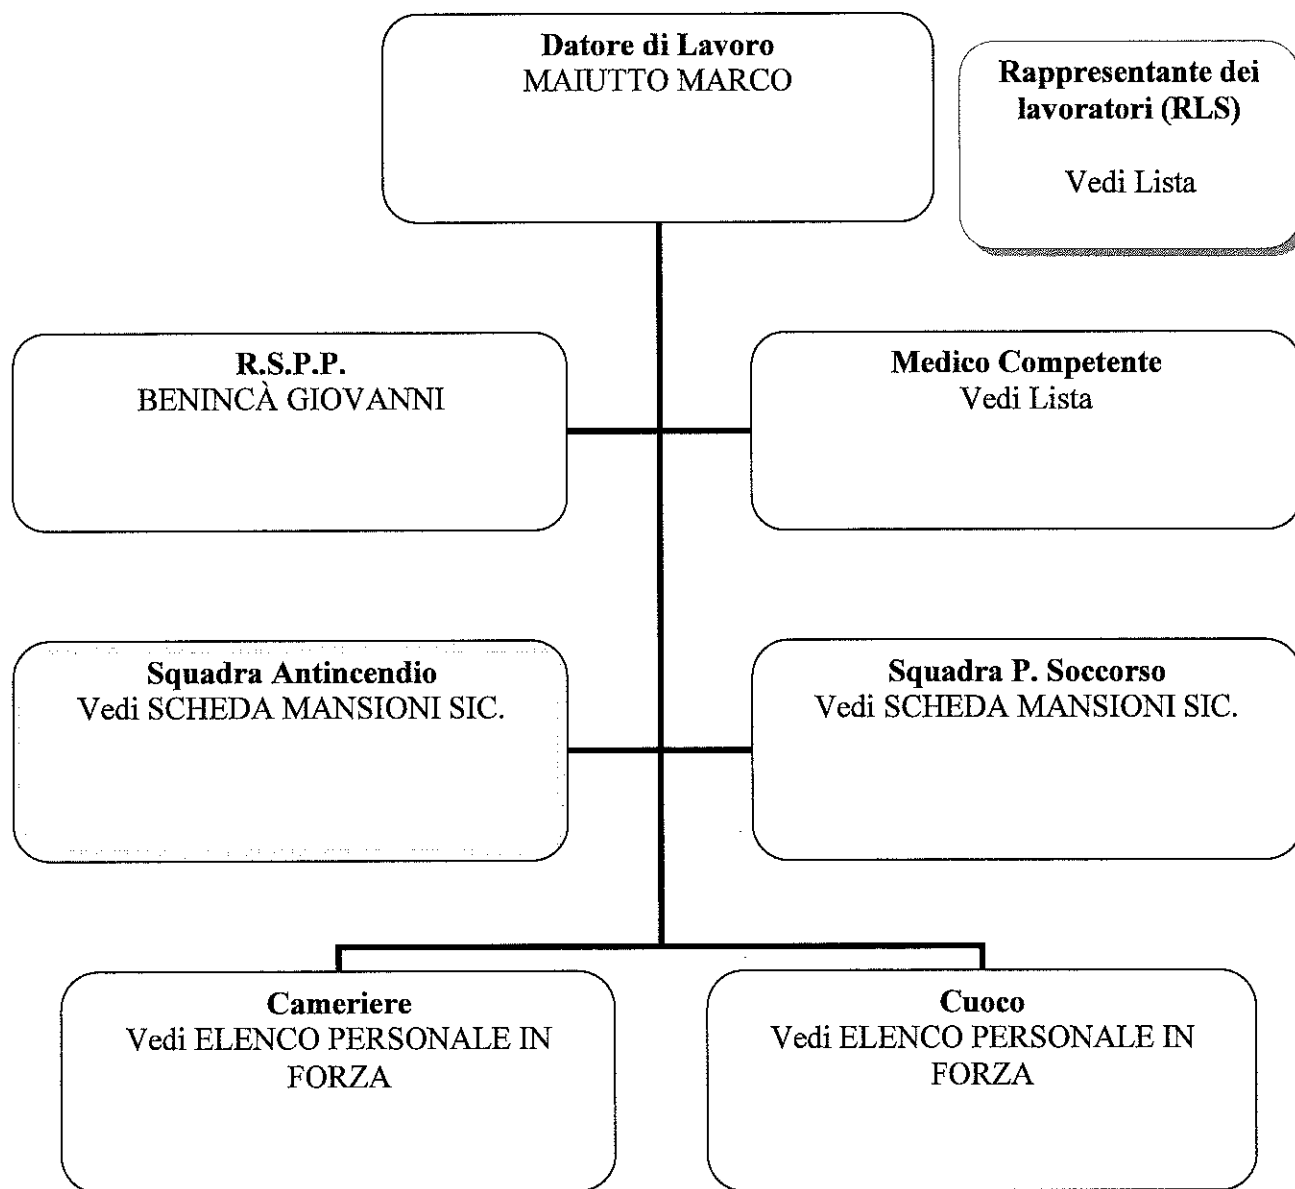 Datore di Lavoro
MAIUTTO MARCO
Rappresentante dei
lavoratori (RLS)
Vedi Lista
R.S.P.P.
BENINCÀ GIOVANNI
Medico Competente
Vedi Lista
Squadra Antincendio
Vedi SCHEDA MANSIONI SIC.
Squadra P. Soccorso
Vedi SCHEDA MANSIONI SIC.
Cameriere
Vedi ELENCO PERSONALE IN
FORZA
Cuoco
Vedi ELENCO PERSONALE IN
FORZA